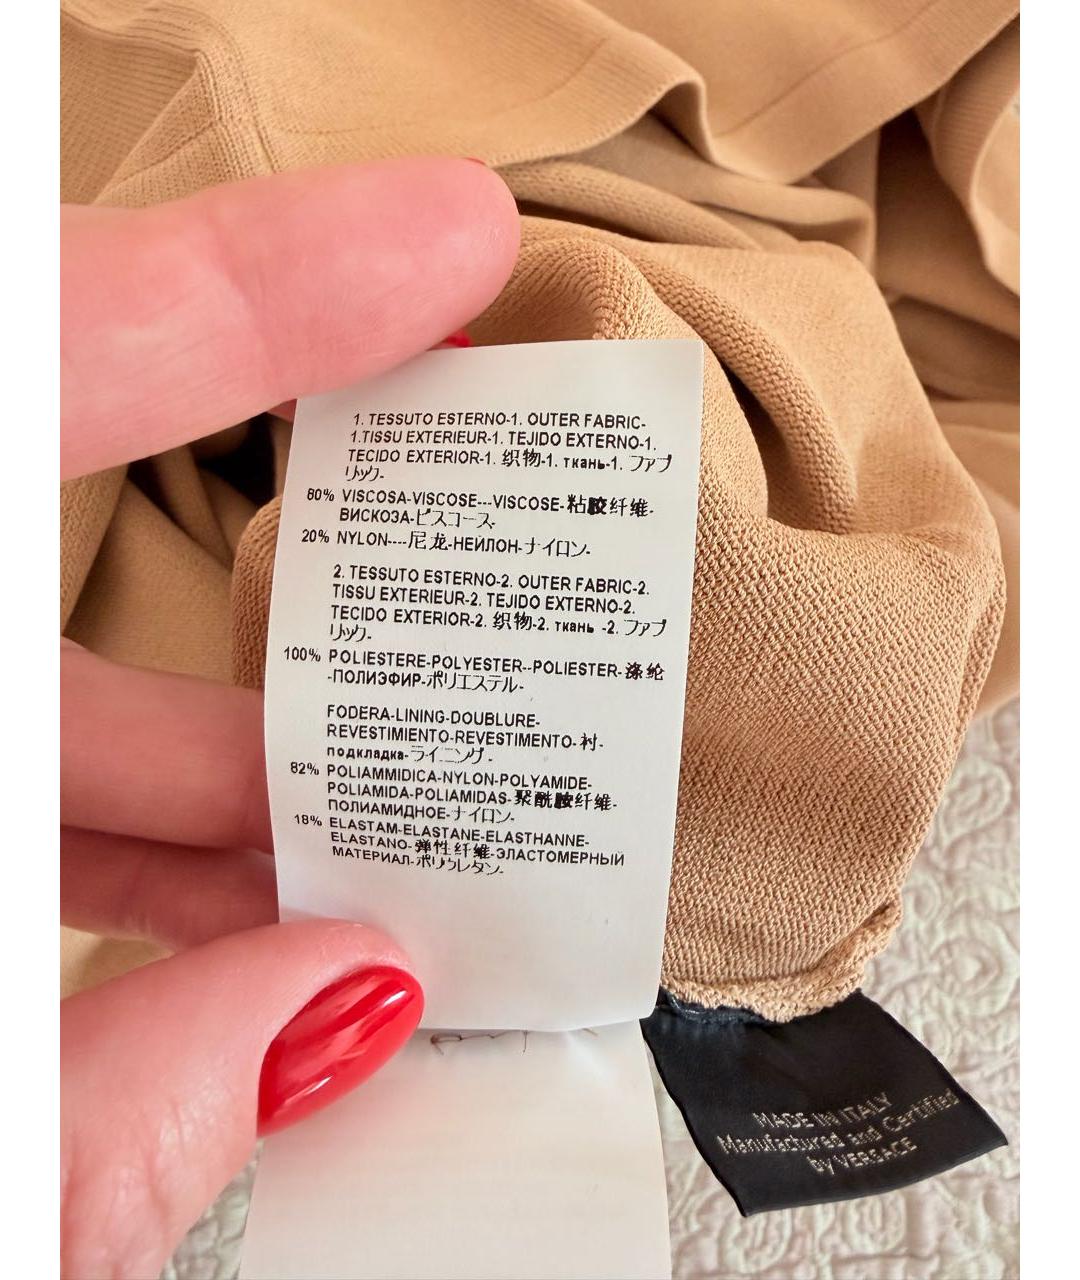 1. TESSUTO ESTERNO-1. OUTER FABRIC-
1.TISSU EXTERIEUR-1. TEJIDO EXTERNO-1.
TECIDO EXTERIOR-1. 织物-1. ткань-1. ファブ
リック-
80% VISCOSA-VISCOSE---VISCOSE-粘胶纤维-
ВИСКОЗА-ビスコース-
20% NYLON----尼龙-НЕЙЛОН-ナイロン-
2. TESSUTO ESTERNO-2. OUTER FABRIC-2.
TISSU EXTERIEUR-2. TEJIDO EXTERNO-2.
TECIDO EXTERIOR-2. 织物-2. ткань -2. ファブ
リック-
100% POLIESTERE-POLYESTER--POLIESTER-涤纶
-ПОЛИЭФИР-ポリエステル-
FODERA-LINING-DOUBLURE-
REVESTIMIENTO-REVESTIMENTO-衬-
подкладка-ライニング-
82% POLIAMMIDICA-NYLON-POLYAMIDE-
POLIAMIDA-POLIAMIDAS-聚酰胺纤维-
ПОЛИАМИДНОЕ-ナイロン-
18% ELASTAM-ELASTANE-ELASTHANNE-
ELASTANO-弹性纤维-ЭЛАСТОМЕРНЫЙ
МАТЕРИАЛ-ポリウレタン-
MADE IN ITALY
Manufactured and Certified
by VERSACE